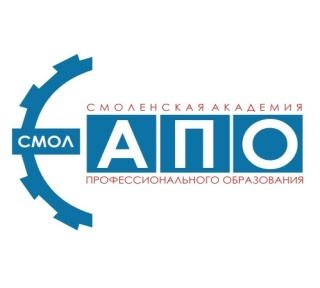 СМОЛЕНСКАЯ АКАДЕМИЯ
СМОЛ АПО
ПРОФЕССИОНАЛЬНОГО ОБРАЗОВАНИЯ